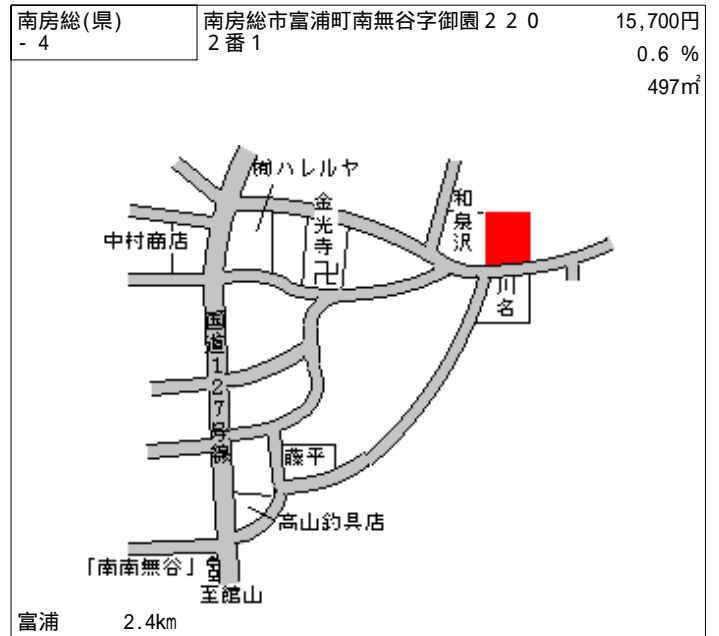 南房総(県)
- 4
南房総市富浦町南無谷字御園２２０
２番１
15,700円
0.6 %
497㎡
㈲ハレルヤ
金光寺
卍
和泉沢
中村商店
川名
国道127号線
藤平
高山釣具店
「南南無谷」
至館山
富浦 2.4km